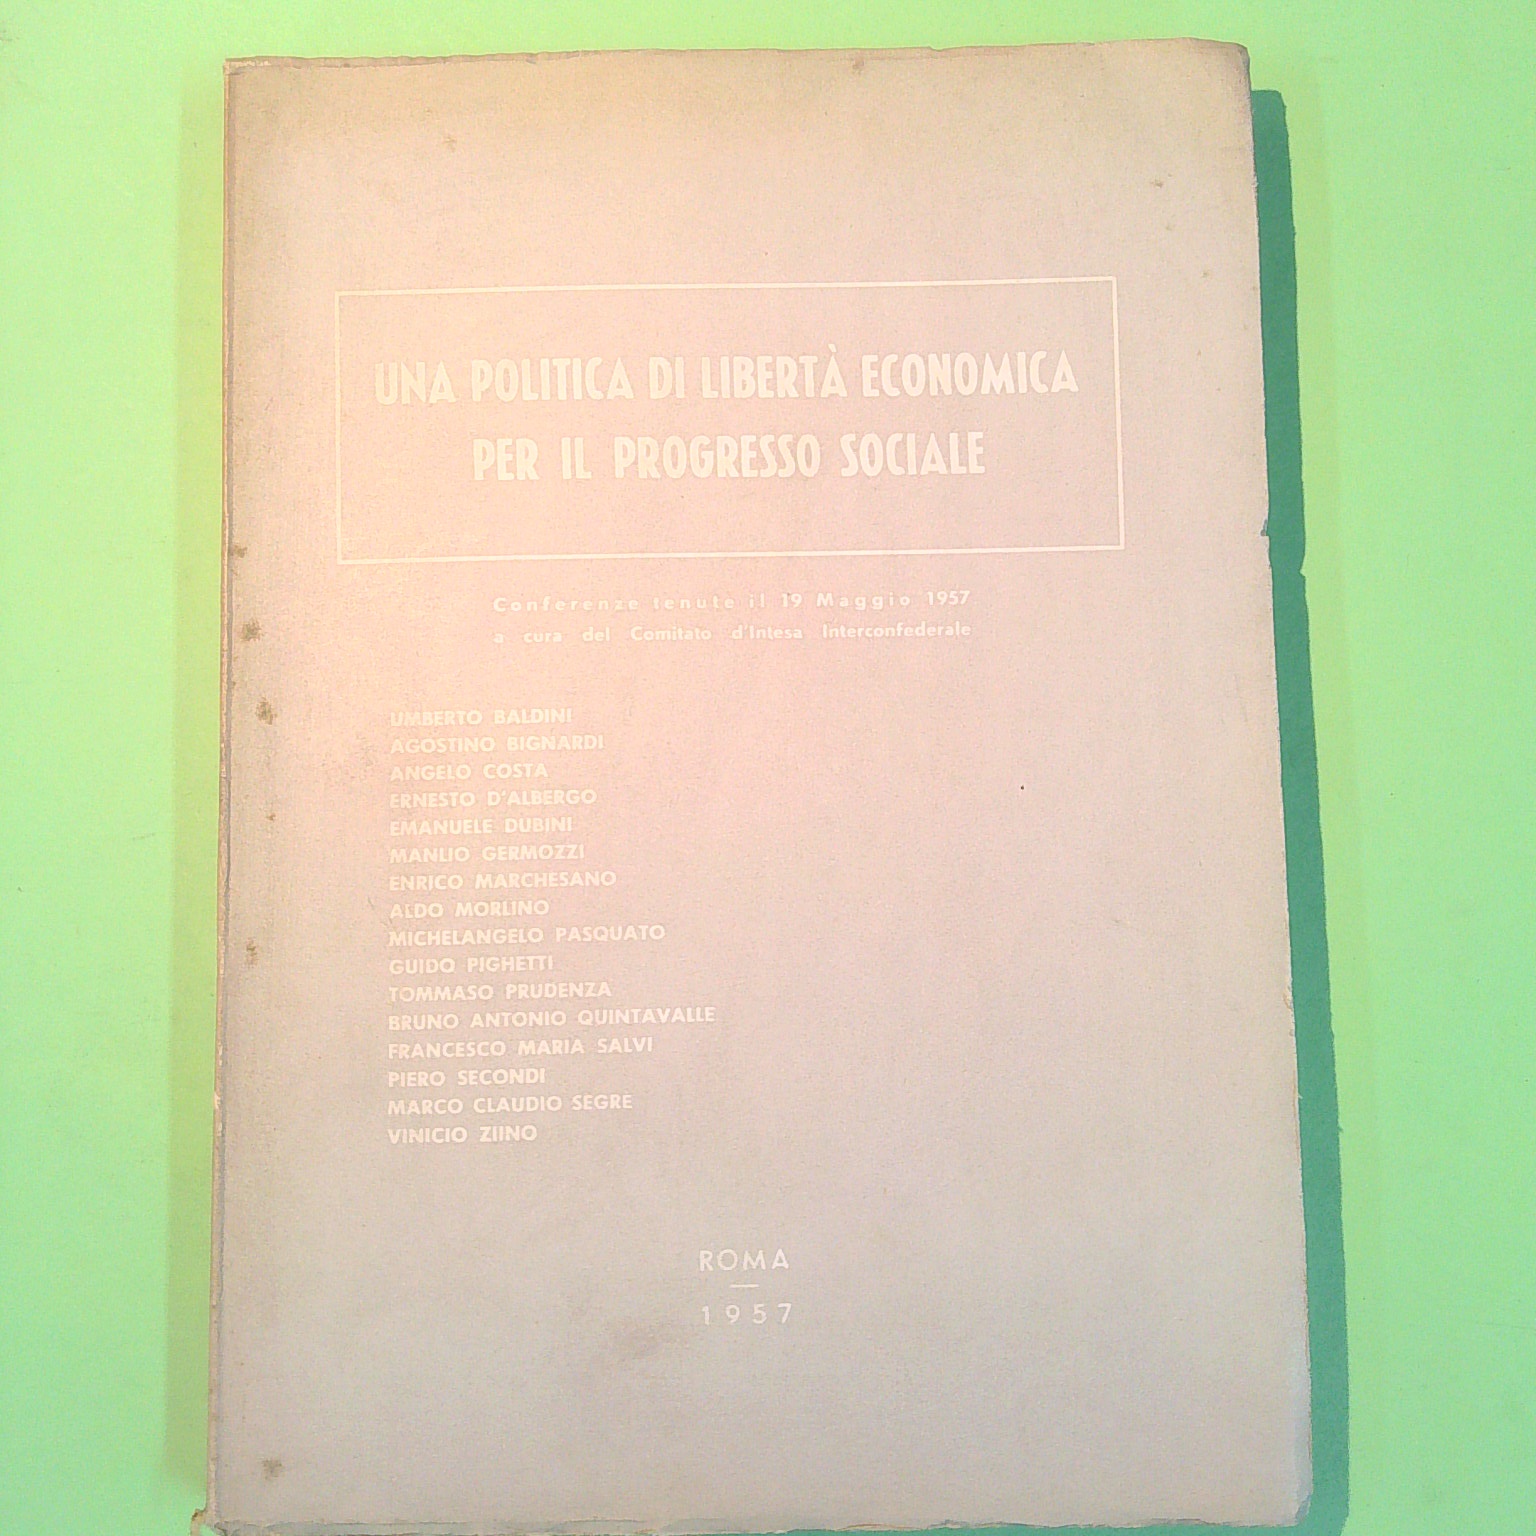 UNA POLITICA DI LIBERTÀ ECONOMICA
PER IL PROGRESSO SOCIALE
Conferenze tenute il 19 Maggio 1957
a cura del Comitato d'Intesa Interconfederale
UMBERTO BALDINI
AGOSTINO BIGNARDI
ANGELO COSTA
ERNESTO D'ALBERGO
EMANUELE DUBINI
MANLIO GERMOZZI
ENRICO MARCHESANO
ALDO MORLINO
MICHELANGELO PASQUATO
GUIDO PIGHETTI
TOMMASO PRUDENZA
BRUNO ANTONIO QUINTAVALLE
FRANCESCO MARIA SALVI
PIERO SECONDI
MARCO CLAUDIO SEGRE
VINICIO ZIINO
ROMA
1957